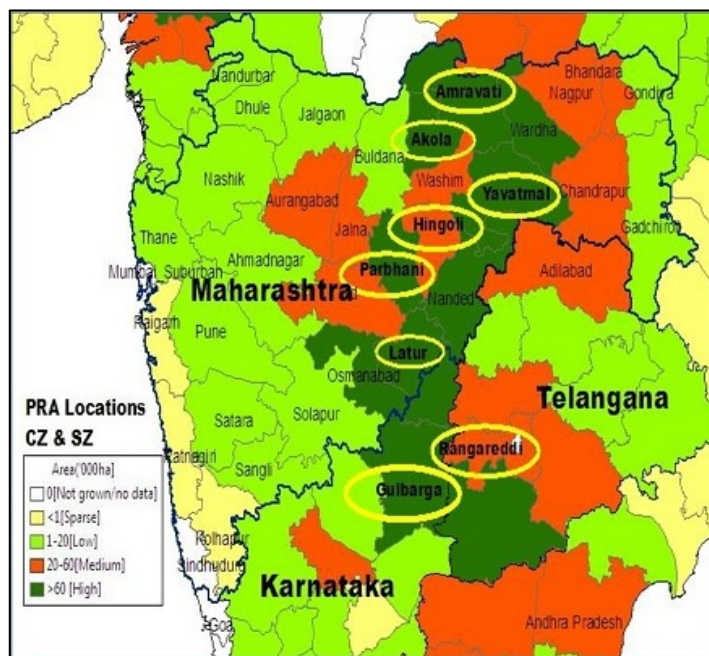 Amravati
Bhandara
Nagpur
Gondiya
Nandurbar
Dhule
Jalgaon
Akola
Wardha
Buldana
Nashik
Washim
Yavatmal
Chandrapur
Aurangabad
Jalna
Hingoli
Gadchiroli
Thane
Ahmadnagar
Parbhani
Adilabad
Mumbai Suburban
Maharashtra
Nanded
Raigarh
Pune
Latur
Osmanabad
Telangana
PRA Locations
CZ & SZ
Satara
Solapur
Rangareddi
Ratnagiri
Sangli
Gulbarga
Area('000ha)
0[Not grown/no data]
<1[Sparse]
1-20[Low]
20-60[Medium]
>60 [High]
Kolhapur
Sindhudurg
Karnataka
Goa
Andhra Pradesh